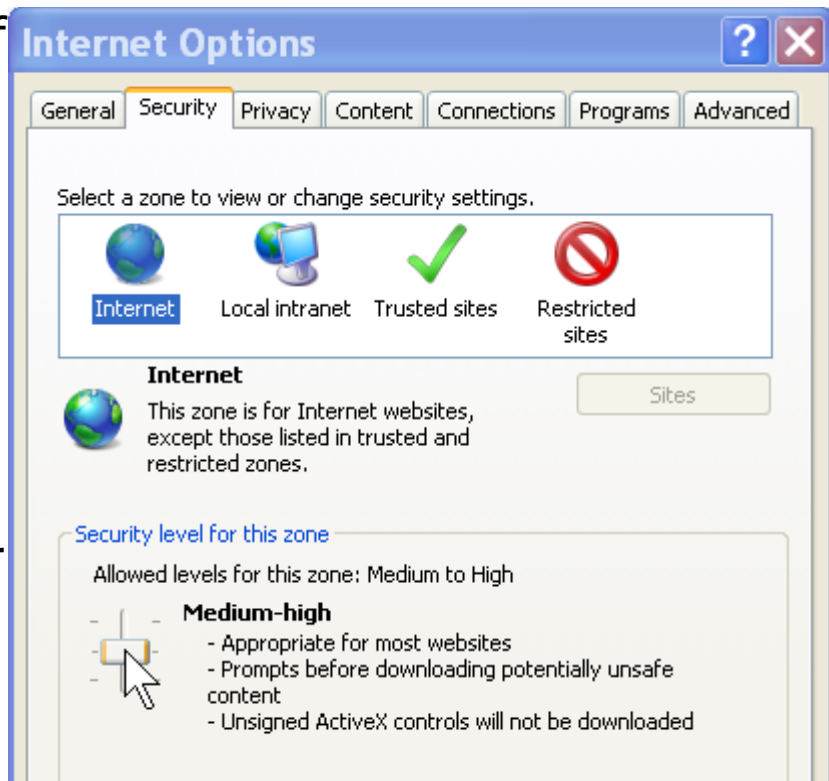 f
Internet Options
General Security Privacy Content Connections Programs Advanced
Select a zone to view or change security settings.
Internet Local intranet Trusted sites Restricted
sites
Internet
Sites
This zone is for Internet websites,
except those listed in trusted and
restricted zones.
Security level for this zone
Allowed levels for this zone: Medium to High
Medium-high
- Appropriate for most websites
- Prompts before downloading potentially unsafe
content
- Unsigned ActiveX controls will not be downloaded